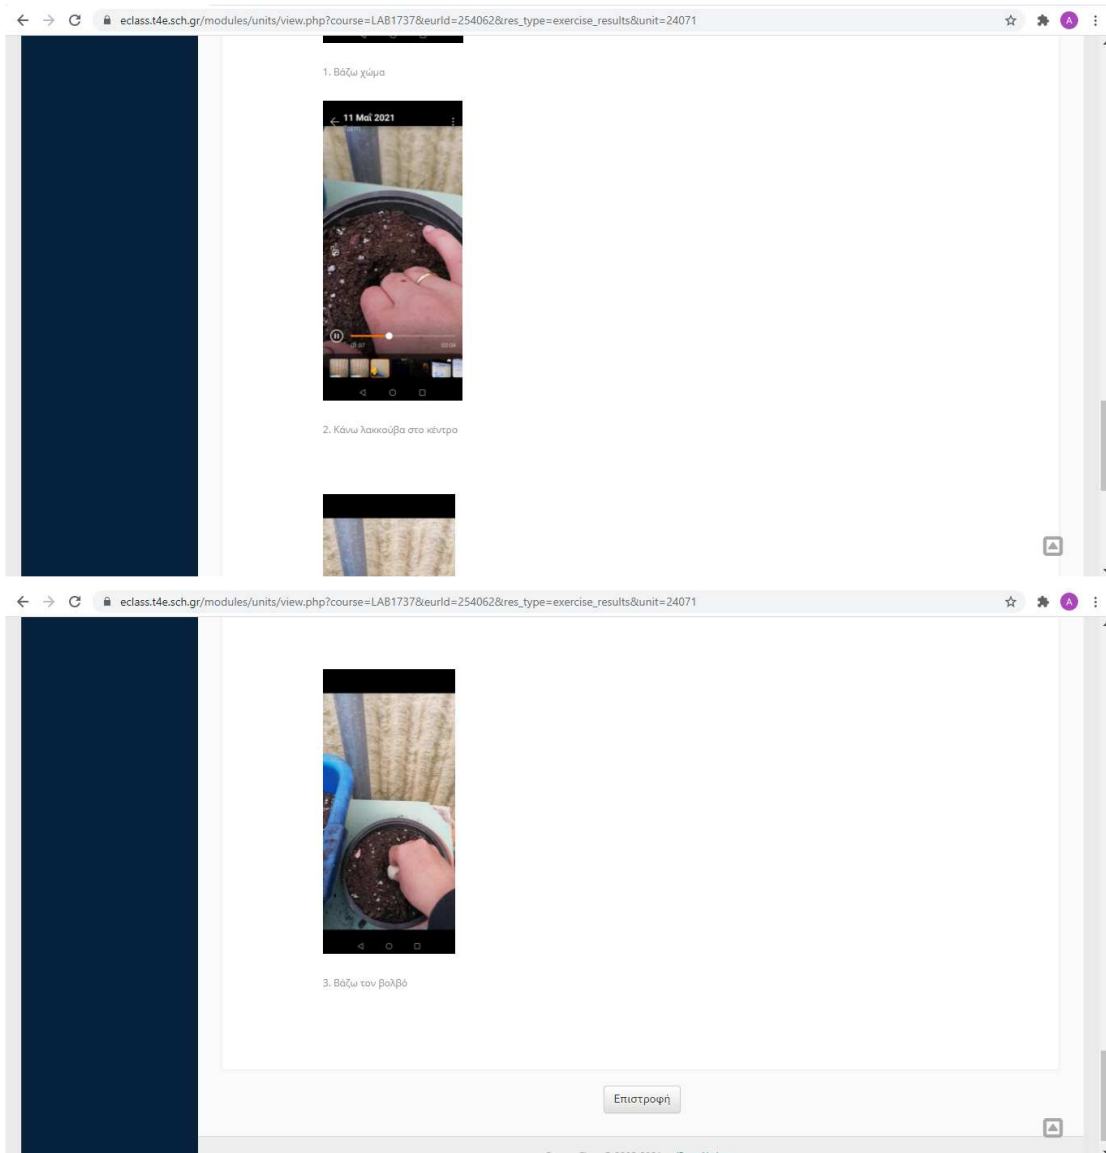 eclass.t4e.sch.gr/modules/units/view.php?course=LAB1737&eurId=254062&res_type=exercise_results&unit=24071
A
1. Βάζω χώμα
11 Μαΐ 2021
2. Κάνω λακκούβα στο κέντρο
eclass.t4e.sch.gr/modules/units/view.php?course=LAB1737&eurId=254062&res_type=exercise_results&unit=24071
A
3. Βάζω τον βολβό
Επιστροφή